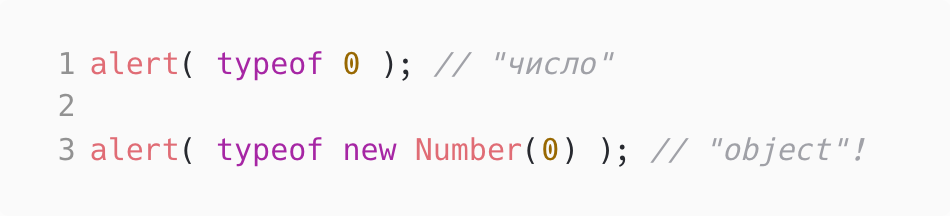 1 alert( typeof 0 ); // "число"
2
3 alert( typeof new Number(0) ); // "object"!